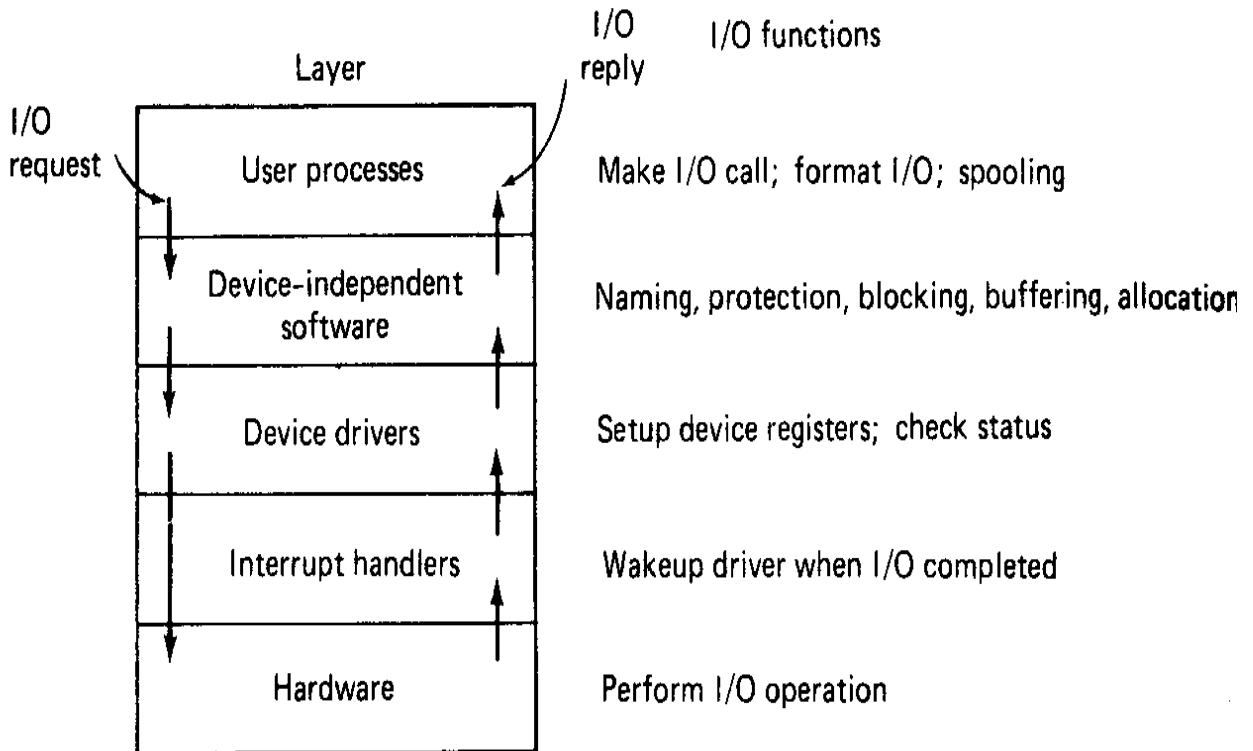 I/O
reply
I/O functions
Layer
I/O
request
User processes
Make I/O call; format I/O; spooling
Device-independent
software
Naming, protection, blocking, buffering, allocation
Device drivers
Setup device registers; check status
Interrupt handlers
Wakeup driver when I/O completed
Hardware
Perform I/O operation